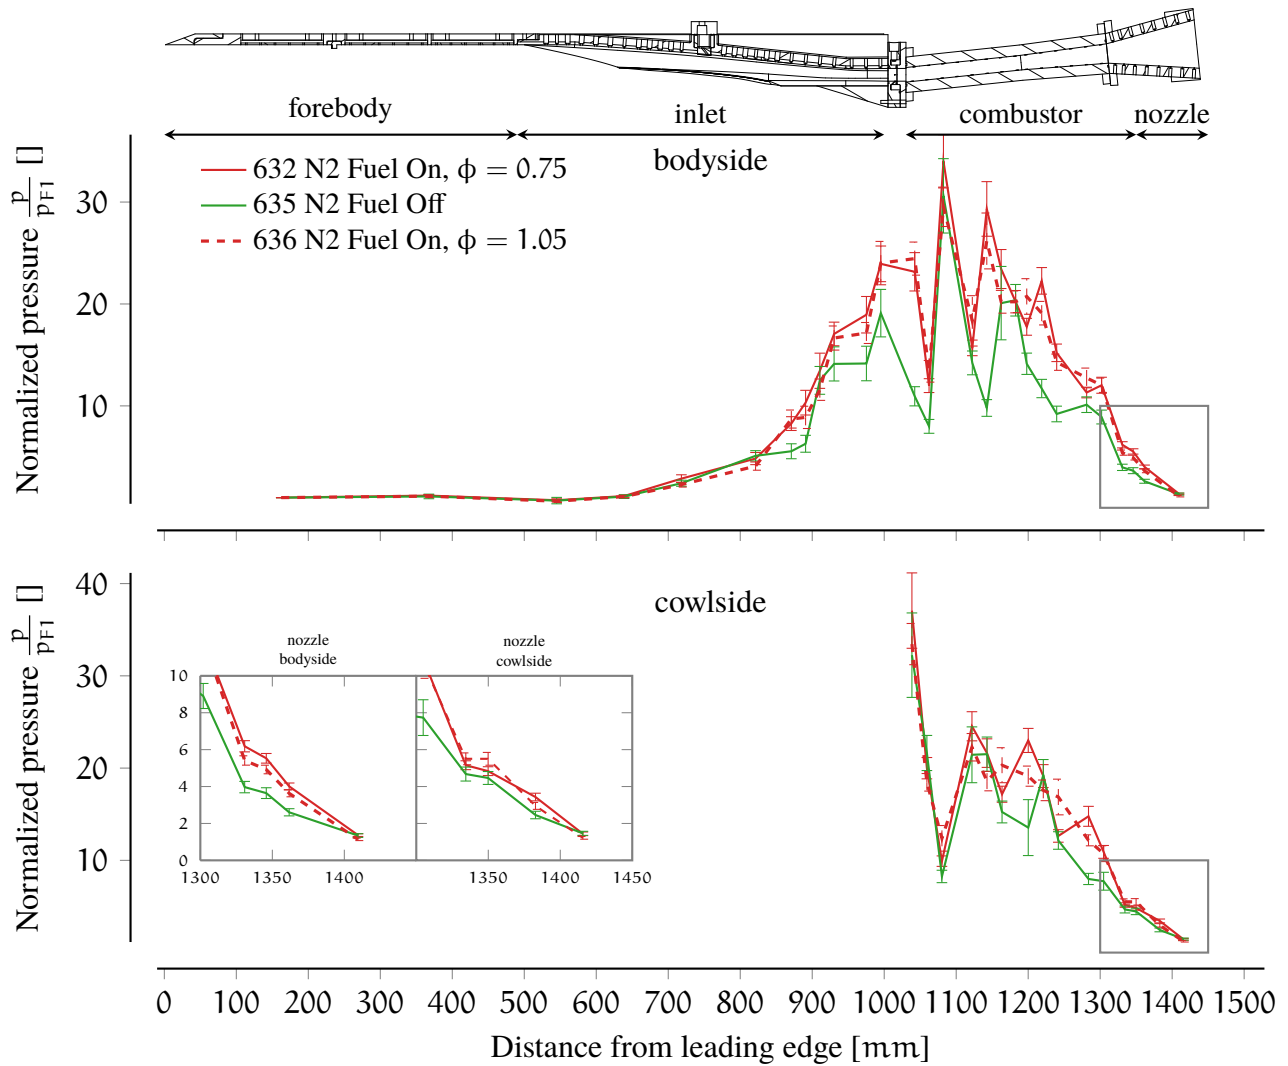 forebody
inlet
combustor
nozzle
bodyside
632 N2 Fuel On, ϕ = 0.75
635 N2 Fuel Off
636 N2 Fuel On, ϕ = 1.05
Normalized pressure p/pF1 []
30
20
10
cowlside
Normalized pressure p/pF1 []
40
30
20
10
nozzle
bodyside
nozzle
cowlside
10
8
6
4
2
0
1300 1350 1400
1350 1400 1450
0 100 200 300 400 500 600 700 800 900 1000 1100 1200 1300 1400 1500
Distance from leading edge [mm]